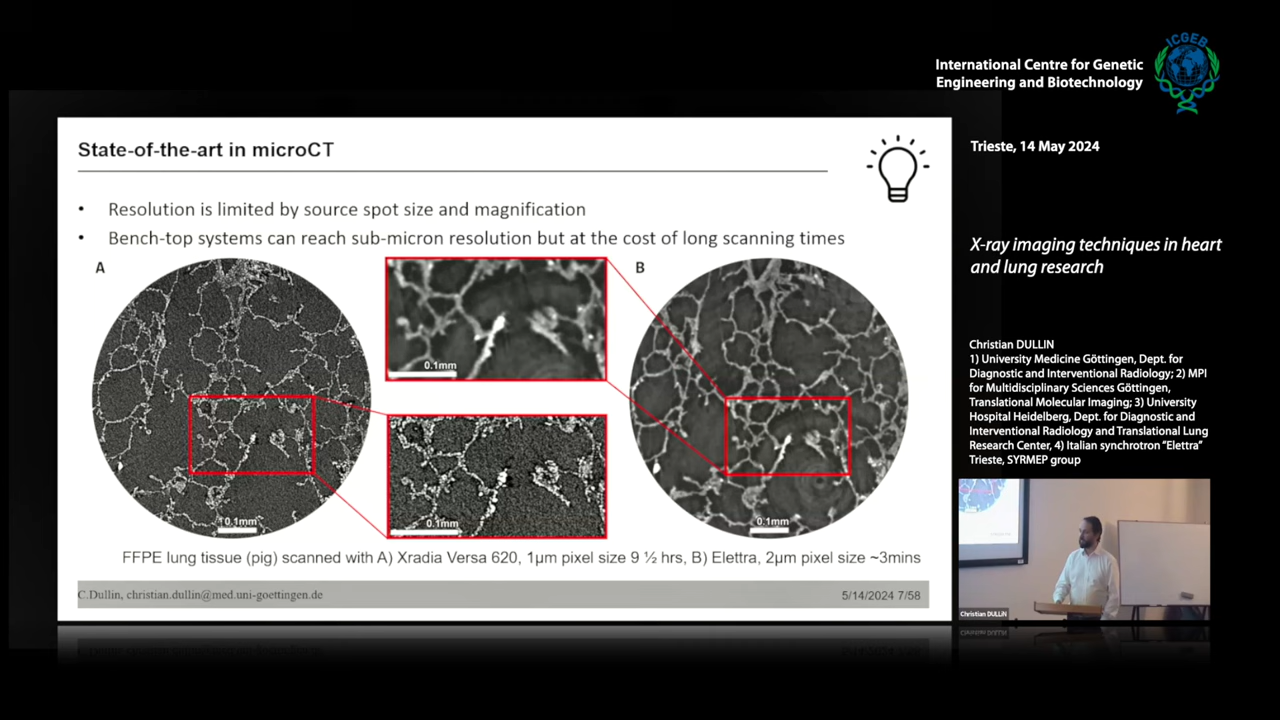 International Centre for Genetic
Engineering and Biotechnology
ICGEB
Trieste, 14 May 2024
X-ray imaging techniques in heart
and lung research
Christian DULLIN
1) University Medicine Göttingen, Dept. for
Diagnostic and Interventional Radiology; 2) MPI
for Multidisciplinary Sciences Göttingen,
Translational Molecular Imaging; 3) University
Hospital Heidelberg, Dept. for Diagnostic and
Interventional Radiology and Translational Lung
Research Center, 4) Italian synchrotron “Elettra”
Trieste, SYRMEP group
State-of-the-art in microCT
• Resolution is limited by source spot size and magnification
• Bench-top systems can reach sub-micron resolution but at the cost of long scanning times
A
B
0.1mm
0.1mm
0.1mm
0.1mm
FFPE lung tissue (pig) scanned with A) Xradia Versa 620, 1µm pixel size 9 ½ hrs, B) Elettra, 2µm pixel size ~3mins
C.Dullin, christian.dullin@med.uni-goettingen.de
5/14/2024 7/58
Christian DULLiN